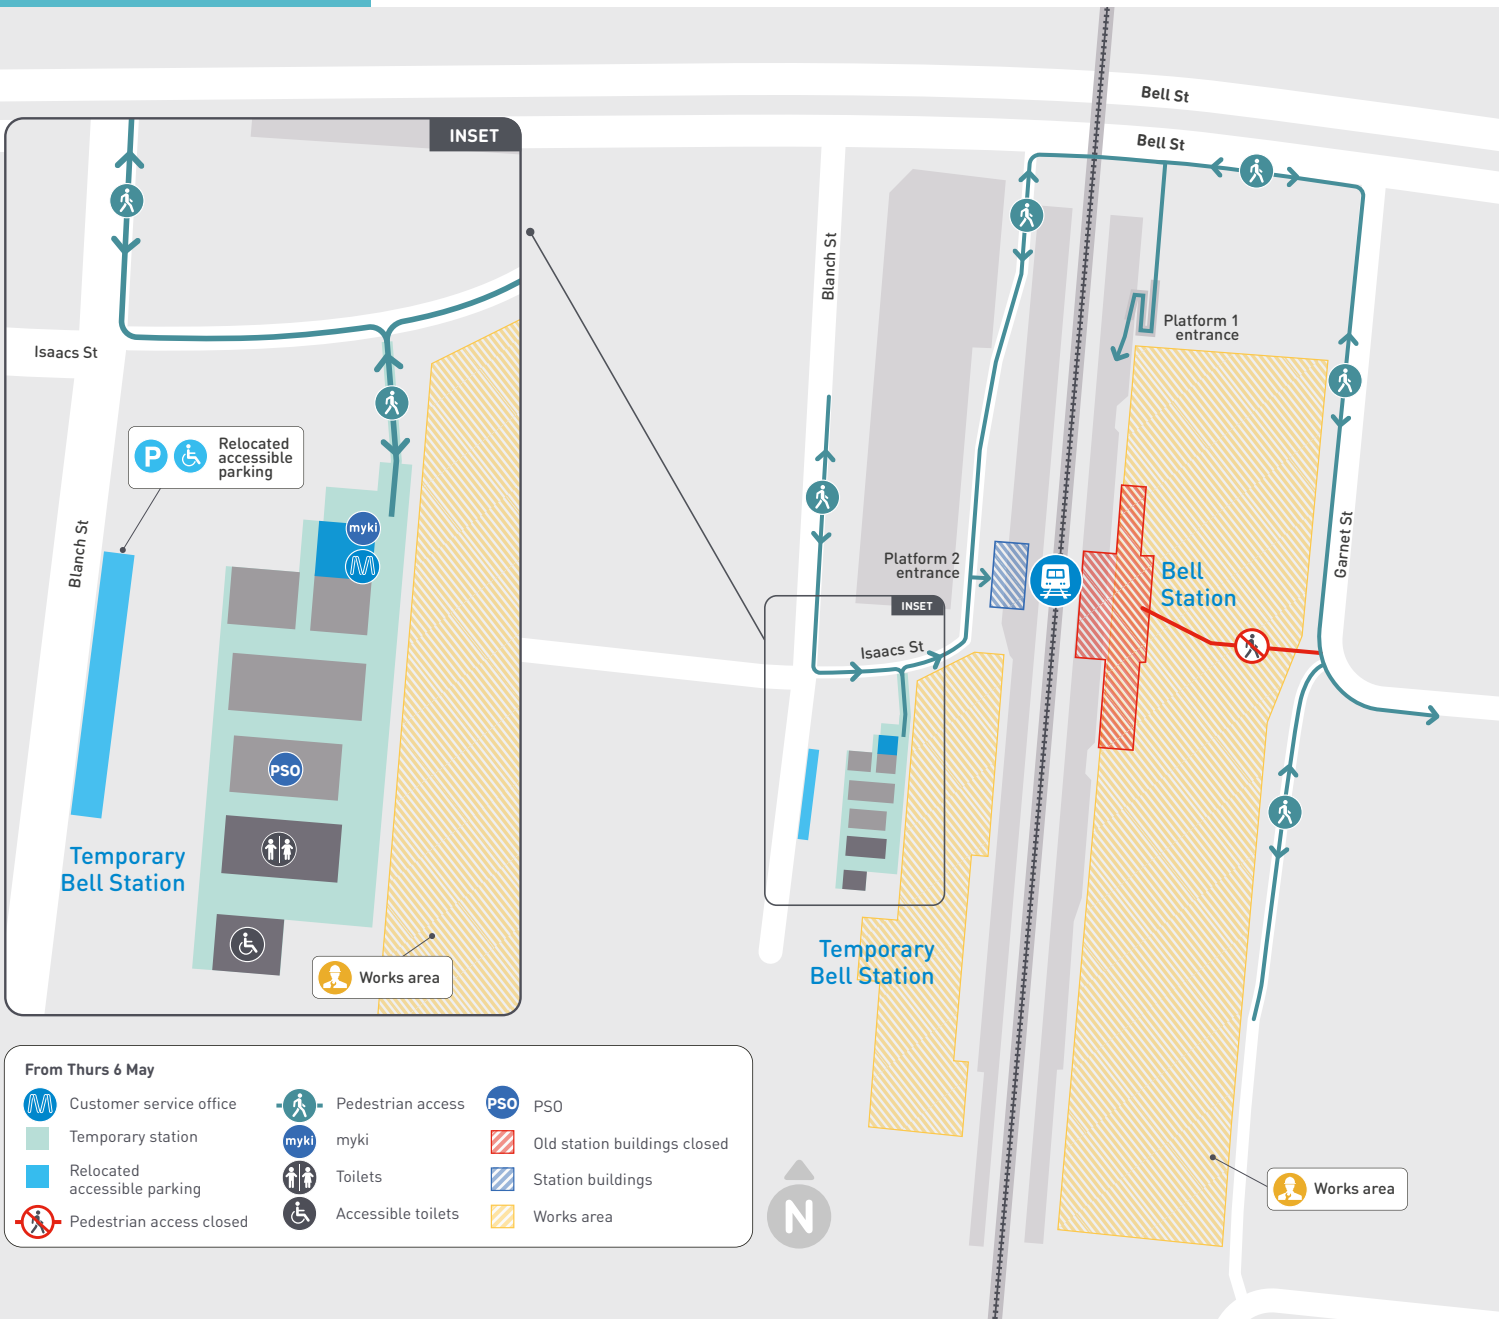 Bell St
Bell St
INSET
Blanch St
Isaacs St
Platform 1
entrance
P
Relocated
accessible
parking
myki
Blanch St
Garnet St
Platform 2
entrance
Bell
Station
INSET
Isaacs St
PSO
Temporary
Bell Station
Works area
Temporary
Bell Station
From Thurs 6 May
Customer service office
Temporary station
Relocated
accessible parking
Pedestrian access closed
Pedestrian access
myki
myki
Toilets
Accessible toilets
PSO
PSO
Old station buildings closed
Station buildings
Works area
N
Works area